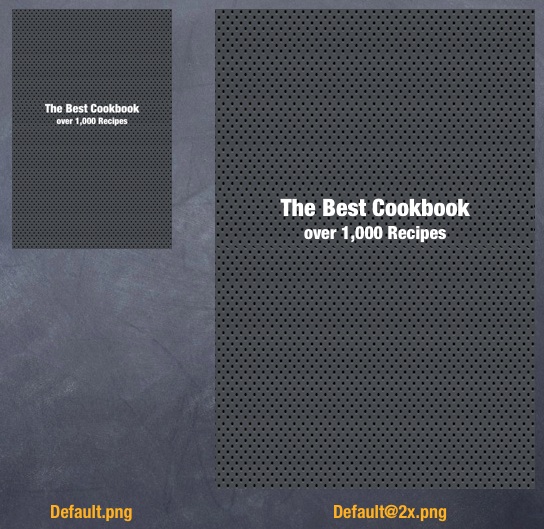 The Best Cookbook
over 1,000 Recipes
The Best Cookbook
over 1,000 Recipes
Default.png
Default@2x.png